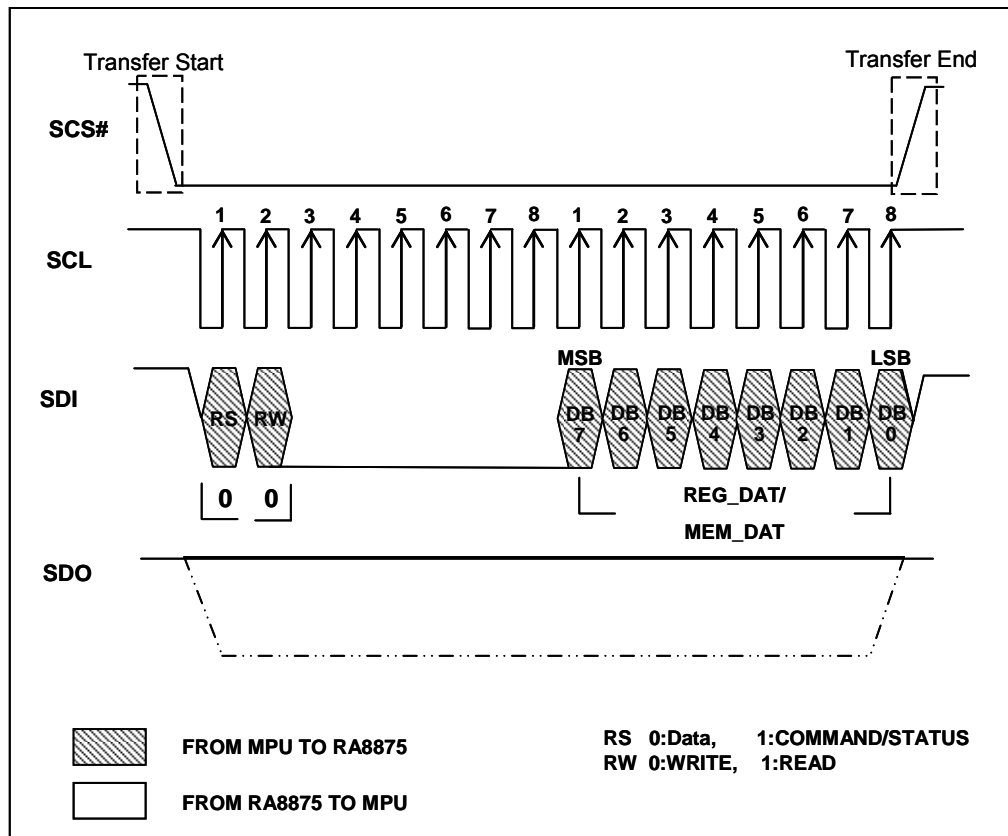 Transfer Start
Transfer End
SCS#
1 2 3 4 5 6 7 8 1 2 3 4 5 6 7 8
SCL
MSB
LSB
SDI
RS RW DB 7 DB 6 DB 5 DB 4 DB 3 DB 2 DB 1 DB 0
0 0
REG_DAT/
MEM_DAT
SDO
FROM MPU TO RA8875
FROM RA8875 TO MPU
RS 0:Data, 1:COMMAND/STATUS
RW 0:WRITE, 1:READ